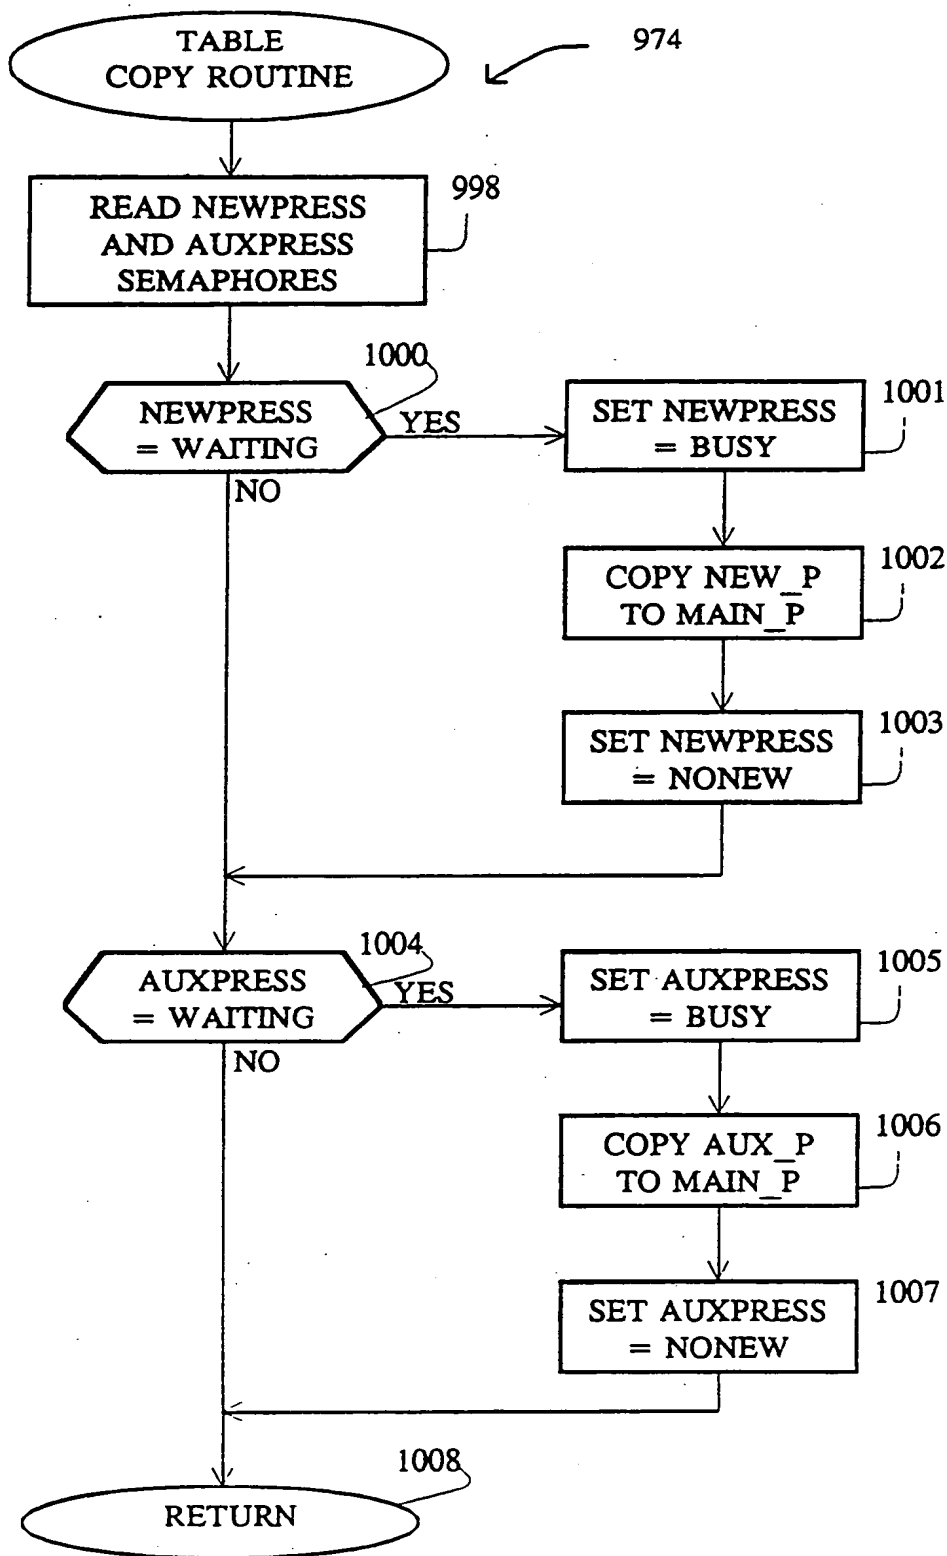 TABLE
COPY ROUTINE
974
READ NEWPRESS
AND AUXPRESS
SEMAPHORES
998
NEWPRESS
= WAITING
1000
YES
NO
SET NEWPRESS
= BUSY
1001
COPY NEW_P
TO MAIN_P
1002
SET NEWPRESS
= NONEW
1003
AUXPRESS
= WAITING
1004
YES
NO
SET AUXPRESS
= BUSY
1005
COPY AUX_P
TO MAIN_P
1006
SET AUXPRESS
= NONEW
1007
RETURN
1008